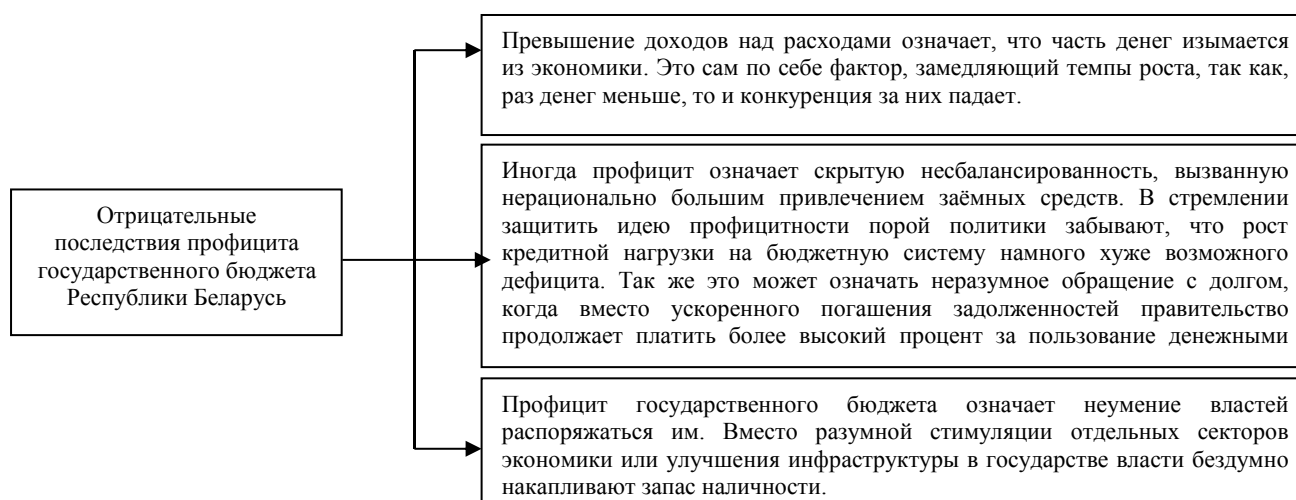 Отрицательные
последствия профицита
государственного бюджета
Республики Беларусь
Превышение доходов над расходами означает, что часть денег изымается
из экономики. Это сам по себе фактор, замедляющий темпы роста, так как,
раз денег меньше, то и конкуренция за них падает.
Иногда профицит означает скрытую несбалансированность, вызванную
нерационально большим привлечением заёмных средств. В стремлении
защитить идею профицитности порой политики забывают, что рост
кредитной нагрузки на бюджетную систему намного хуже возможного
дефицита. Так же это может означать неразумное обращение с долгом,
когда вместо ускоренного погашения задолженностей правительство
продолжает платить более высокий процент за пользование денежными
Профицит государственного бюджета означает неумение властей
распоряжаться им. Вместо разумной стимуляции отдельных секторов
экономики или улучшения инфраструктуры в государстве власти бездумно
накапливают запас наличности.